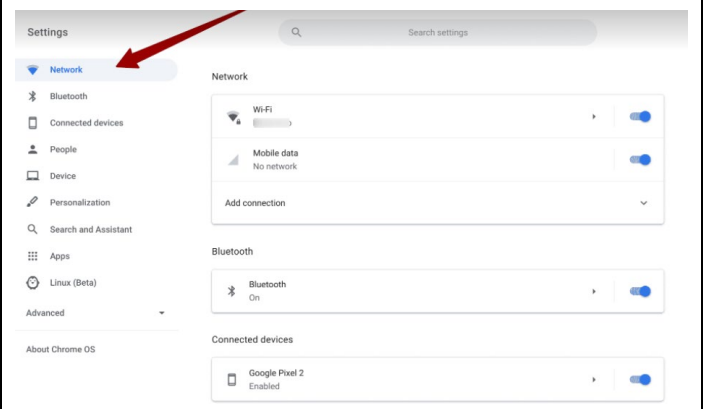 Settings
Search settings
Network
Bluetooth
Connected devices
People
Device
Personalization
Search and Assistant
Apps
Linux (Beta)
Advanced
About Chrome OS
Network
Wi-Fi
Mobile data
No network
Add connection
Bluetooth
Bluetooth
On
Connected devices
Google Pixel 2
Enabled